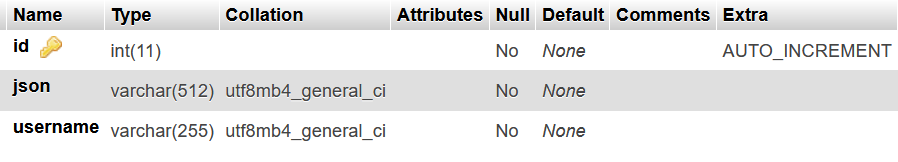 Name Type Collation Attributes Null Default Comments Extra
id int(11) No None AUTO_INCREMENT
json varchar(512) utf8mb4_general_ci No None
username varchar(255) utf8mb4_general_ci No None